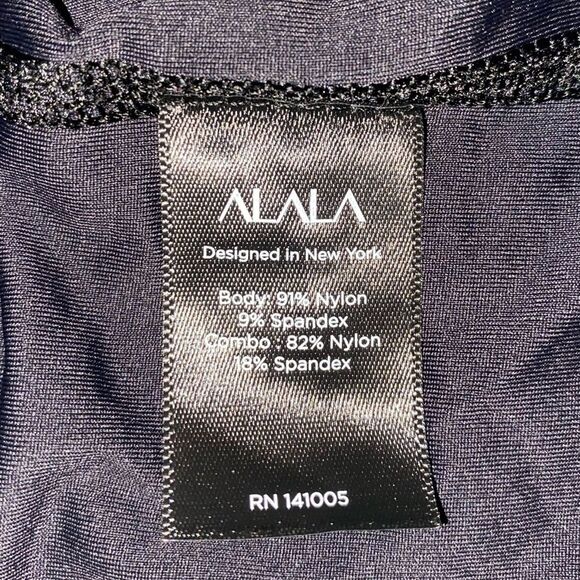 ALALA
Designed in New York
Body: 91% Nylon
9% Spandex
Combo : 82% Nylon
18% Spandex
RN 141005